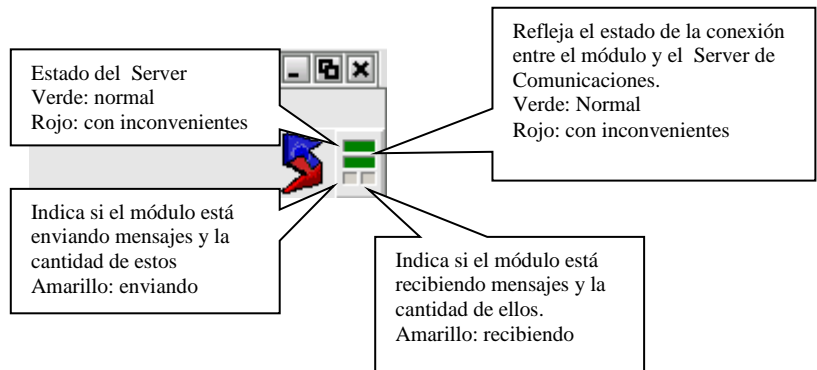 Estado del Server
Verde: normal
Rojo: con inconvenientes
Refleja el estado de la conexión
entre el módulo y el Server de
Comunicaciones.
Verde: Normal
Rojo: con inconvenientes
Indica si el módulo está
enviando mensajes y la
cantidad de estos
Amarillo: enviando
Indica si el módulo está
recibiendo mensajes y la
cantidad de ellos.
Amarillo: recibiendo